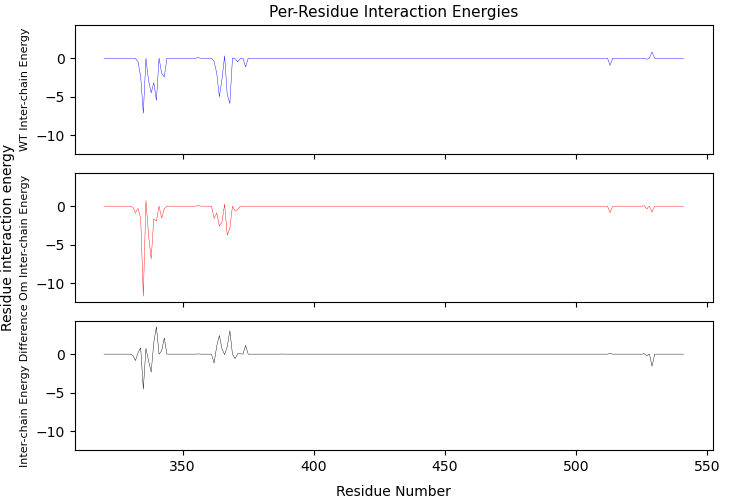 Per-Residue Interaction Energies
Residue interaction energy
WT Inter-chain Energy
0
−5
−10
Om Inter-chain Energy
0
−5
−10
Inter-chain Energy Difference
0
−5
−10
350
400
450
500
550
Residue Number